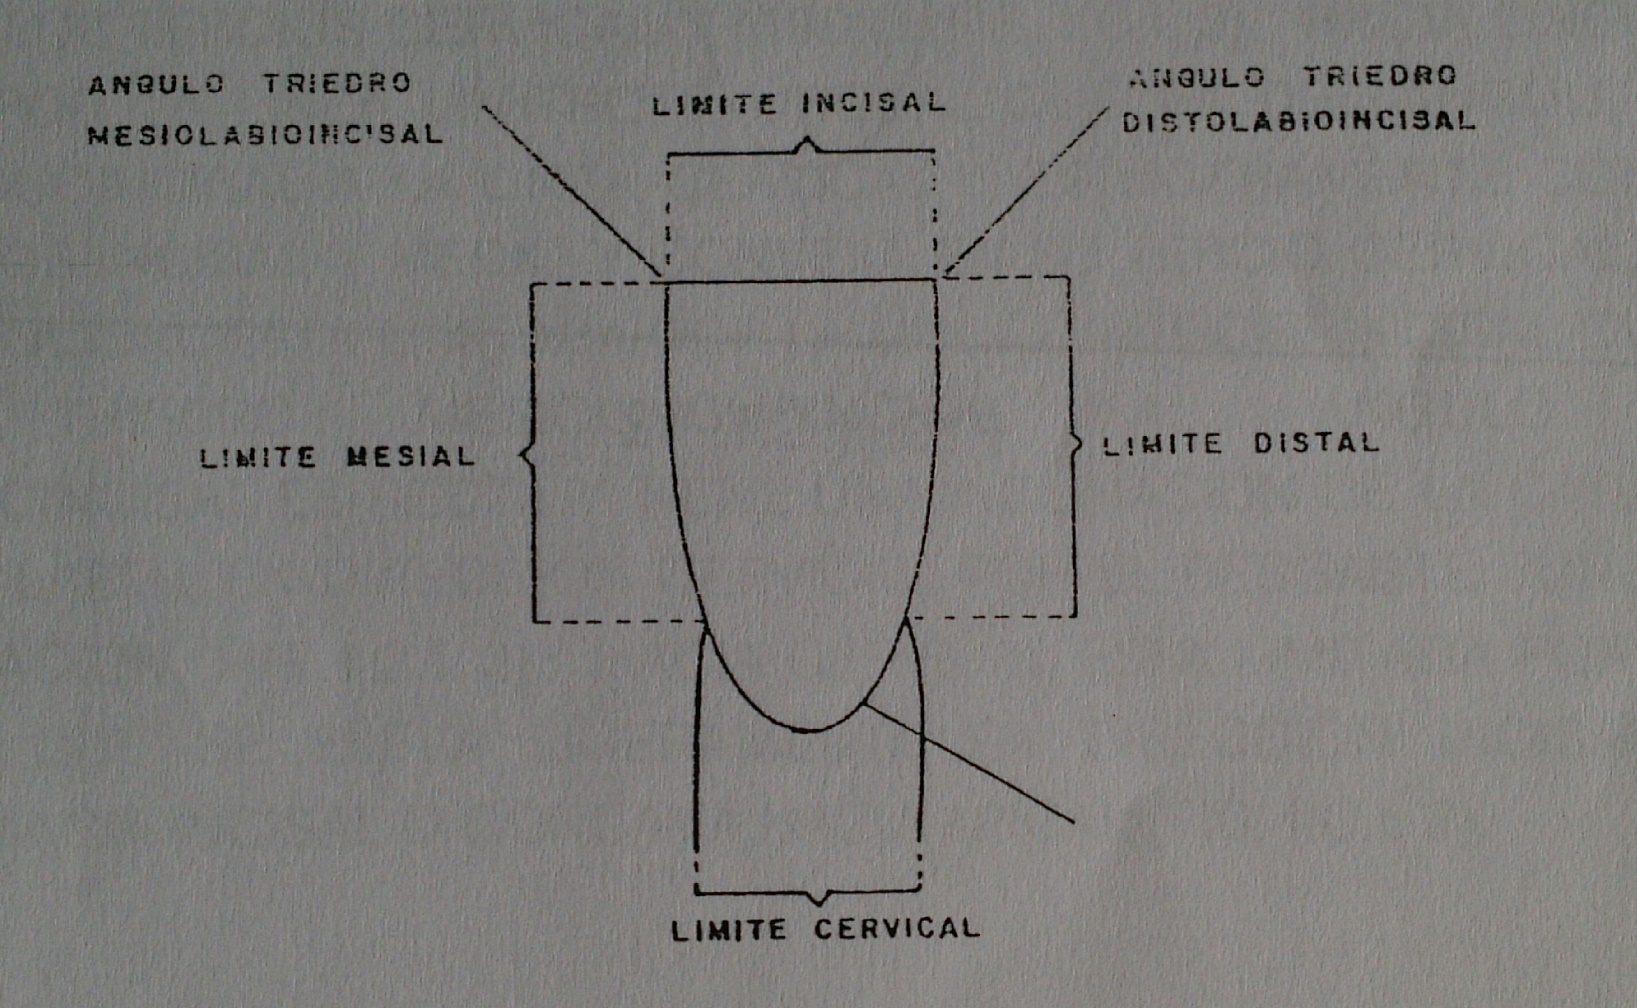 ANGULO TRIEDRO
MESIOLABIOINCISAL
LIMITE INCISAL
ANGULO TRIEDRO
DISTOLABIOINCISAL
LIMITE MESIAL
LIMITE DISTAL
LIMITE CERVICAL